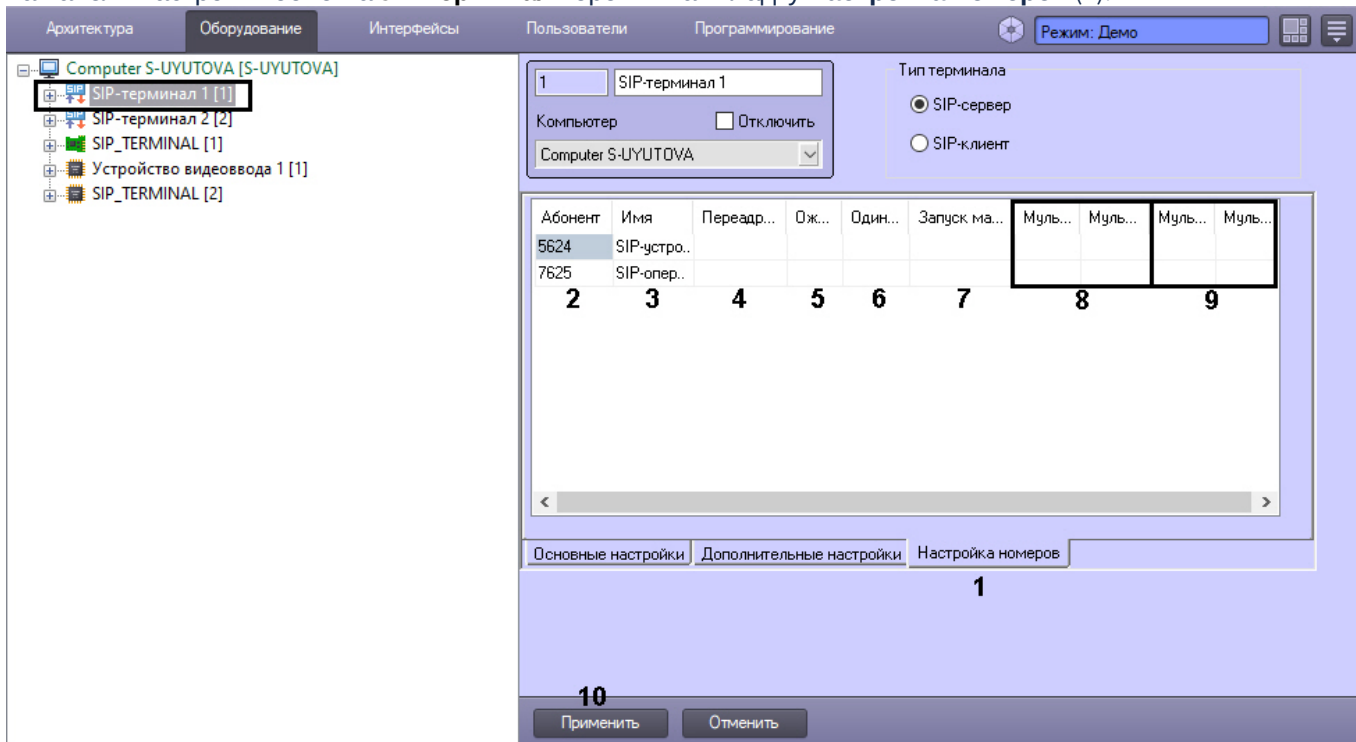 Архитектура Оборудование Интерфейсы Пользователи Программирование Режим: Демо
Computer S-UYUTOVA [S-UYUTOVA]
SIP-терминал 1 [1]
SIP-терминал 2 [2]
SIP_TERMINAL [1]
Устройство видеоввода 1 [1]
SIP_TERMINAL [2]
1 SIP-терминал 1
Компьютер Отключить
Computer S-UYUTOVA
Тип терминала
SIP-сервер
SIP-клиент
Абонент Имя Переадр... Ож... Один... Запуск ма... Муль... Муль... Муль... Муль...
5624 SIP-устро..
7625 SIP-опер..
2 3 4 5 6 7 8 9
Основные настройки Дополнительные настройки Настройка номеров
1
10
Применить Отменить